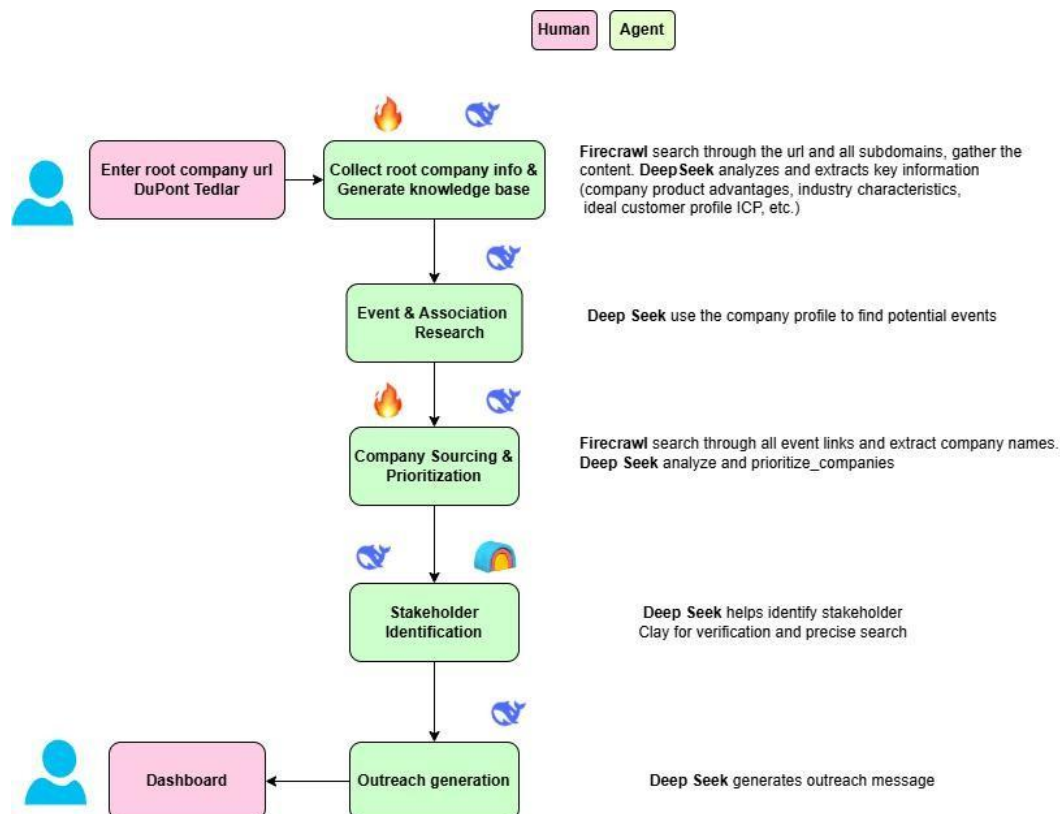 Human
Agent
Enter root company url
DuPont Tedlar
Collect root company info &
Generate knowledge base
Firecrawl search through the url and all subdomains, gather the
content. DeepSeek analyzes and extracts key information
(company product advantages, industry characteristics,
ideal customer profile ICP, etc.)
Event & Association
Research
Deep Seek use the company profile to find potential events
Company Sourcing &
Prioritization
Firecrawl search through all event links and extract company names.
Deep Seek analyze and prioritize_companies
Stakeholder
Identification
Deep Seek helps identify stakeholder
Clay for verification and precise search
Dashboard
Outreach generation
Deep Seek generates outreach message